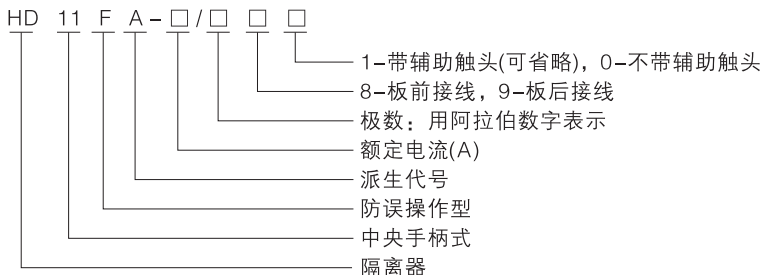 HD 11 F A-□/□ □ □
1-带辅助触头(可省略)，0-不带辅助触头
8-板前接线，9-板后接线
极数：用阿拉伯数字表示
额定电流(A)
派生代号
防误操作型
中央手柄式
隔离器